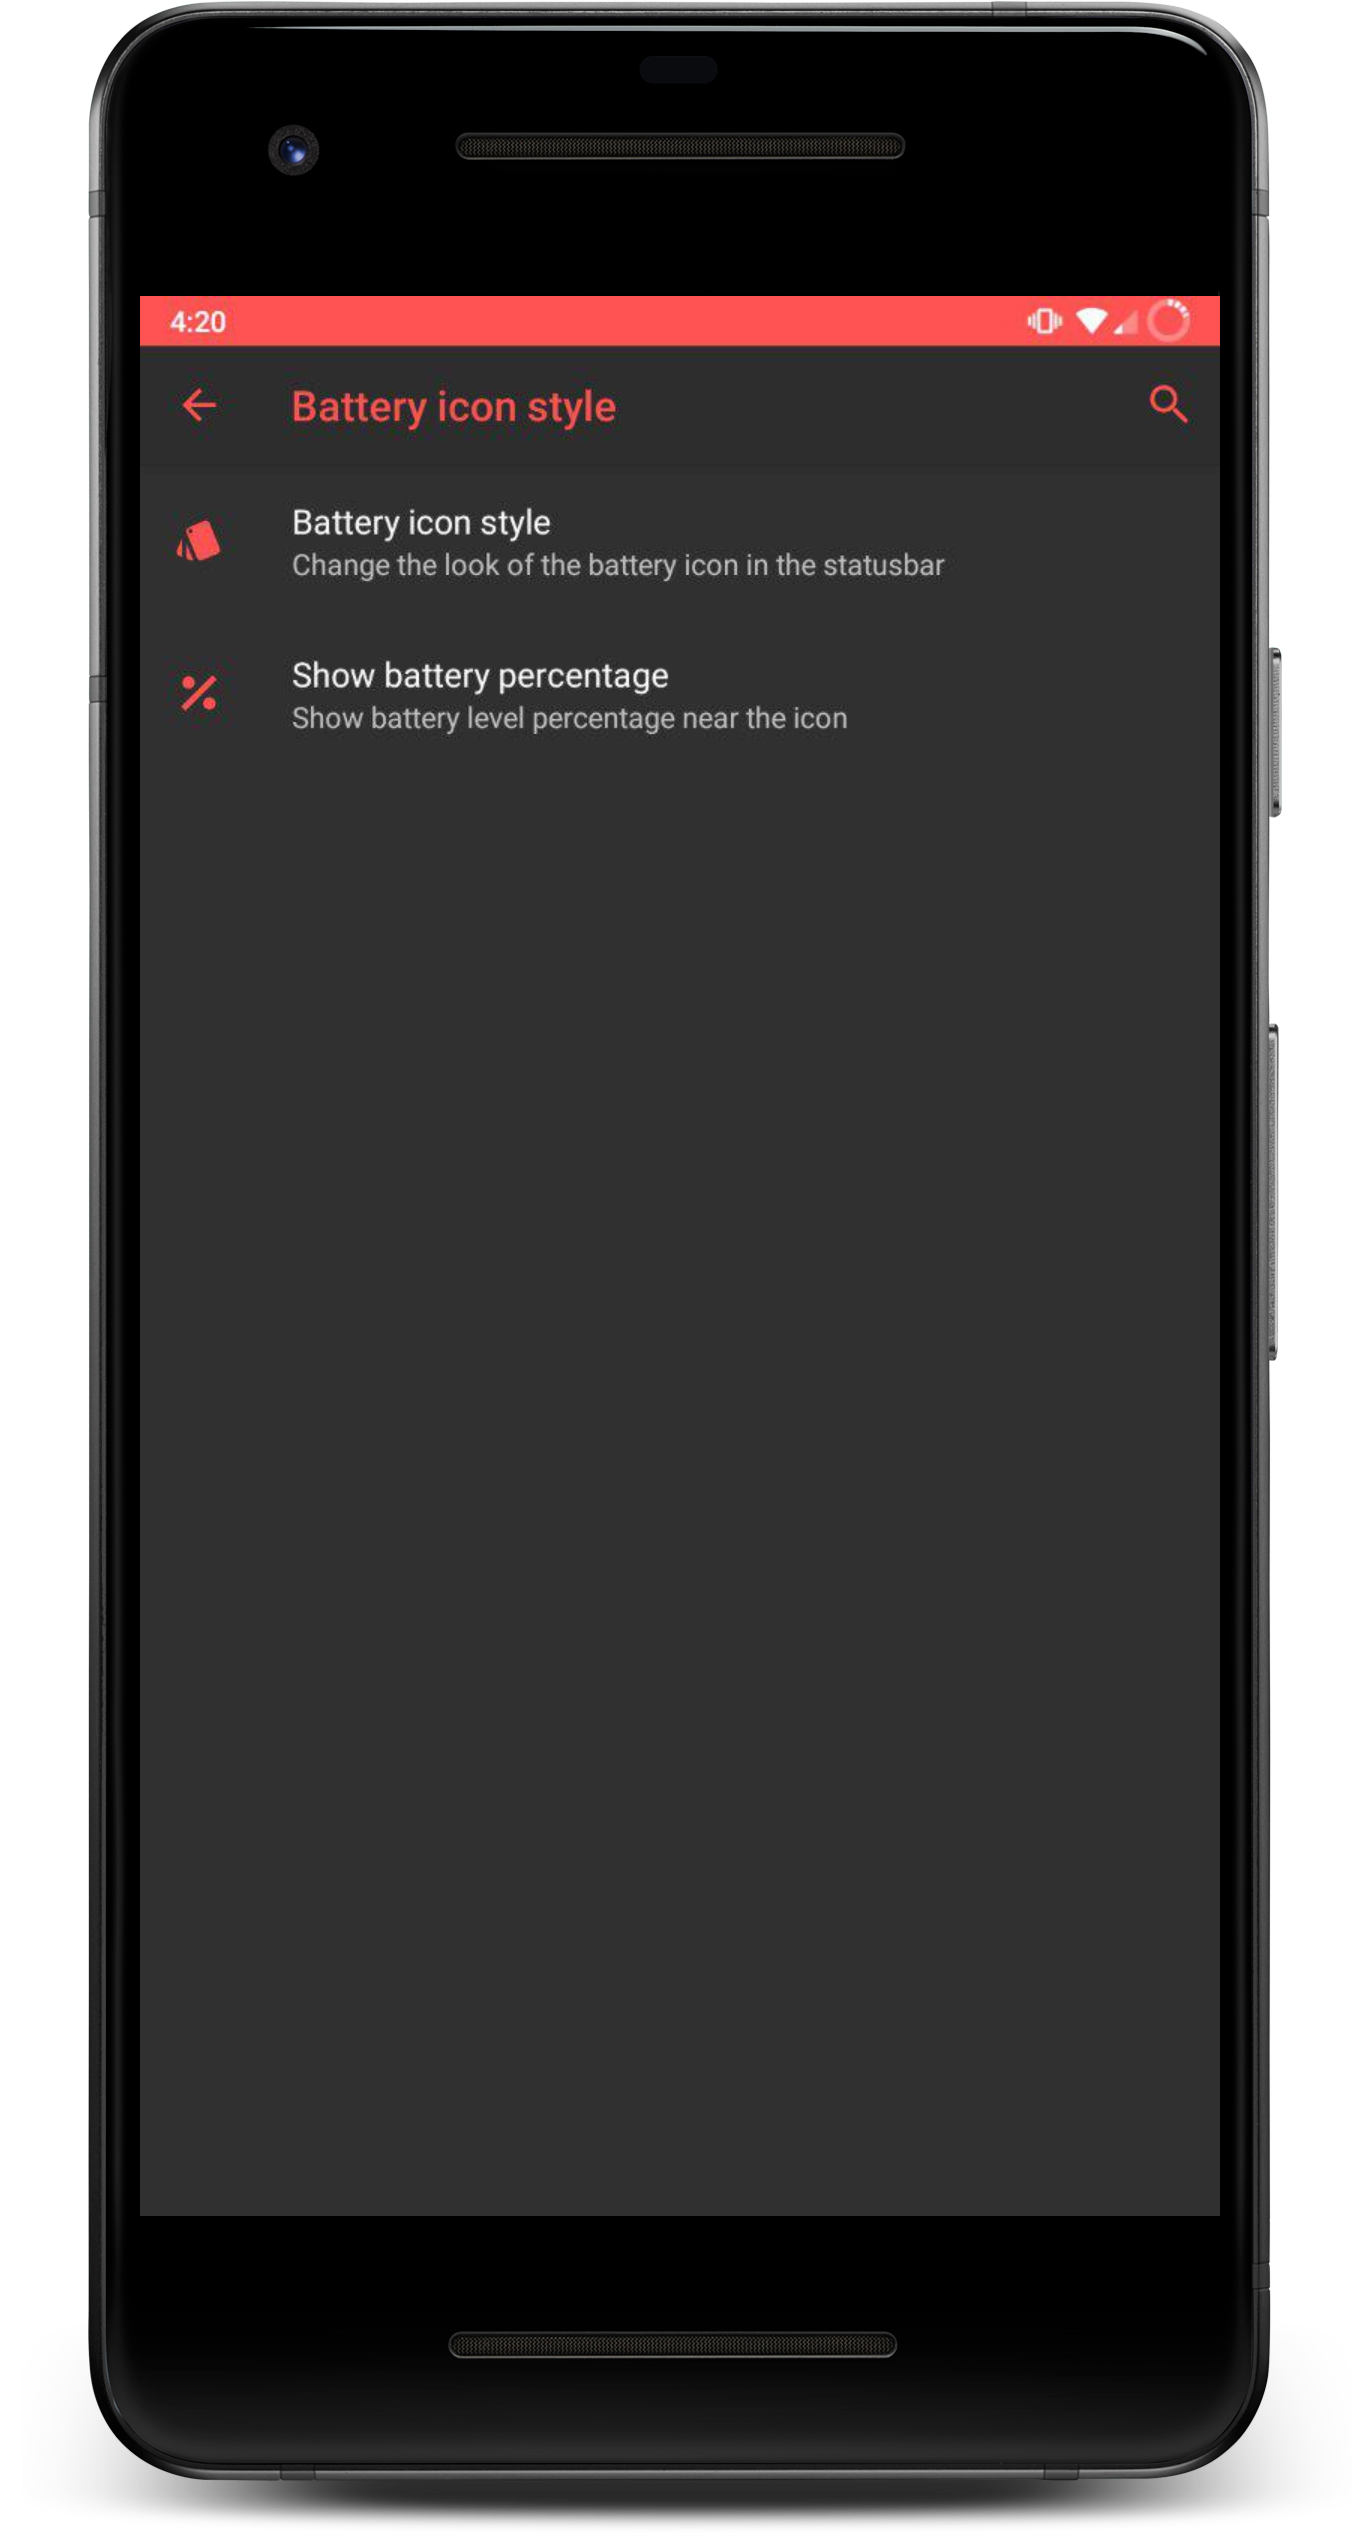 4:20
Battery icon style
Battery icon style
Change the look of the battery icon in the statusbar
Show battery percentage
Show battery level percentage near the icon